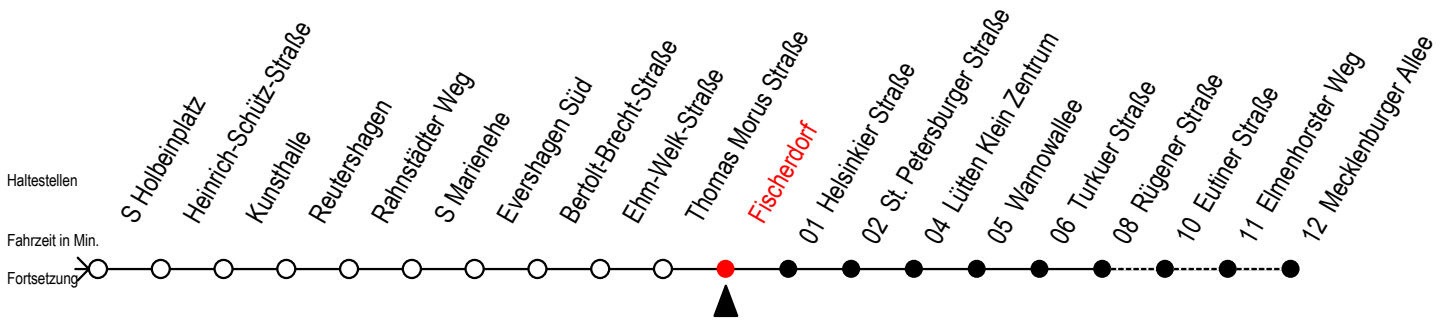 Haltestellen
Fahrzeit in Min.
Fortsetzung
S Holbeinplatz
Heinrich-Schütz-Straße
Kunsthalle
Reutershagen
Rahnstädter Weg
S Marienehe
Evershagen Süd
Bertolt-Brecht-Straße
Ehm-Welk-Straße
Thomas Morus Straße
Fischerdorf
01 Helsinkier Straße
02 St. Petersburger Straße
04 Lütten Klein Zentrum
05 Warnowallee
06 Turkuer Straße
08 Rügener Straße
10 Eutiner Straße
11 Elmenhorster Weg
12 Mecklenburger Allee